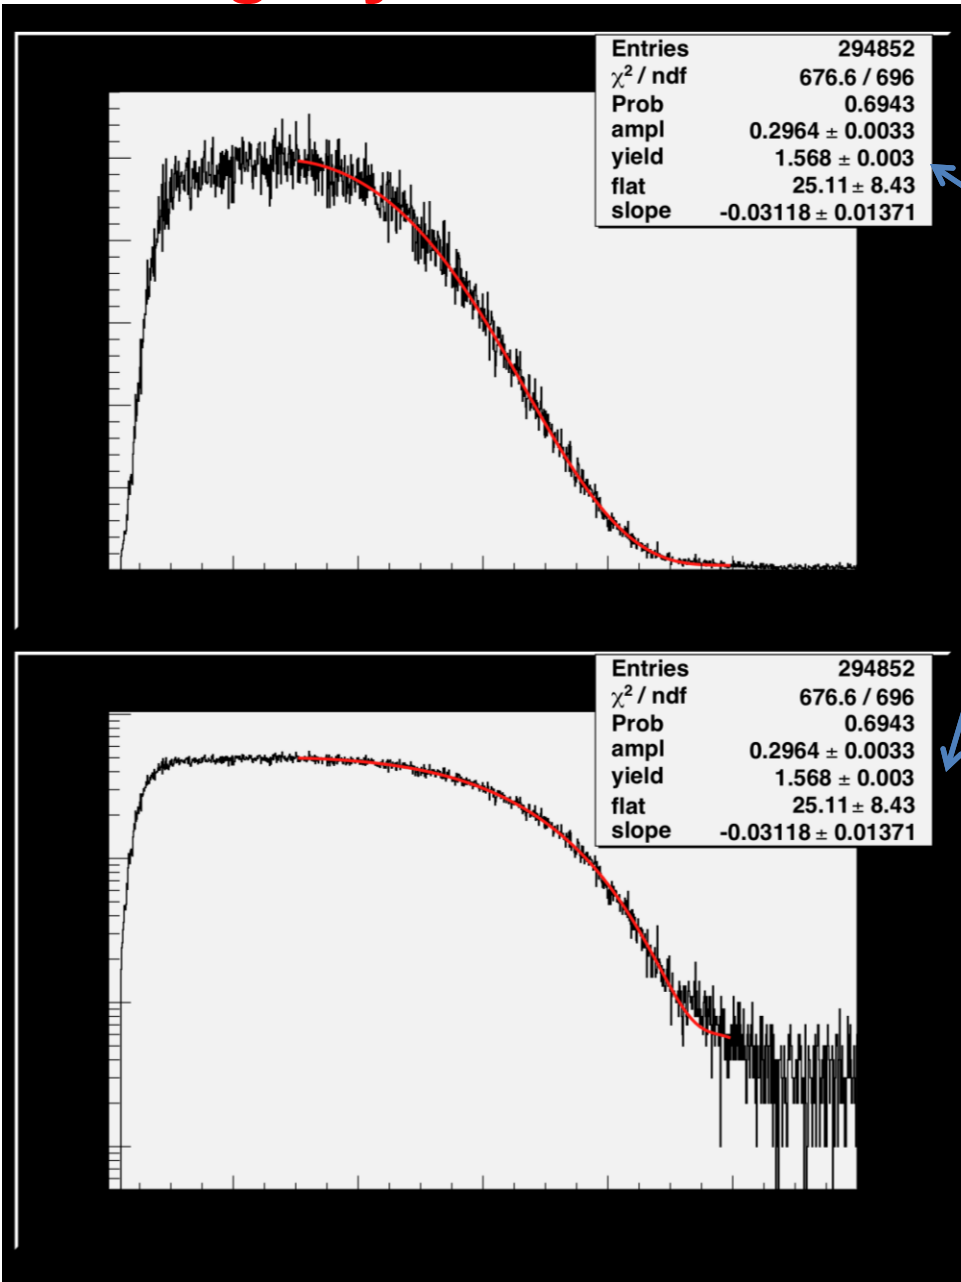 Entries 294852
χ² / ndf 676.6 / 696
Prob 0.6943
ampl 0.2964 ± 0.0033
yield 1.568 ± 0.003
flat 25.11 ± 8.43
slope -0.03118 ± 0.01371
Entries 294852
χ² / ndf 676.6 / 696
Prob 0.6943
ampl 0.2964 ± 0.0033
yield 1.568 ± 0.003
flat 25.11 ± 8.43
slope -0.03118 ± 0.01371